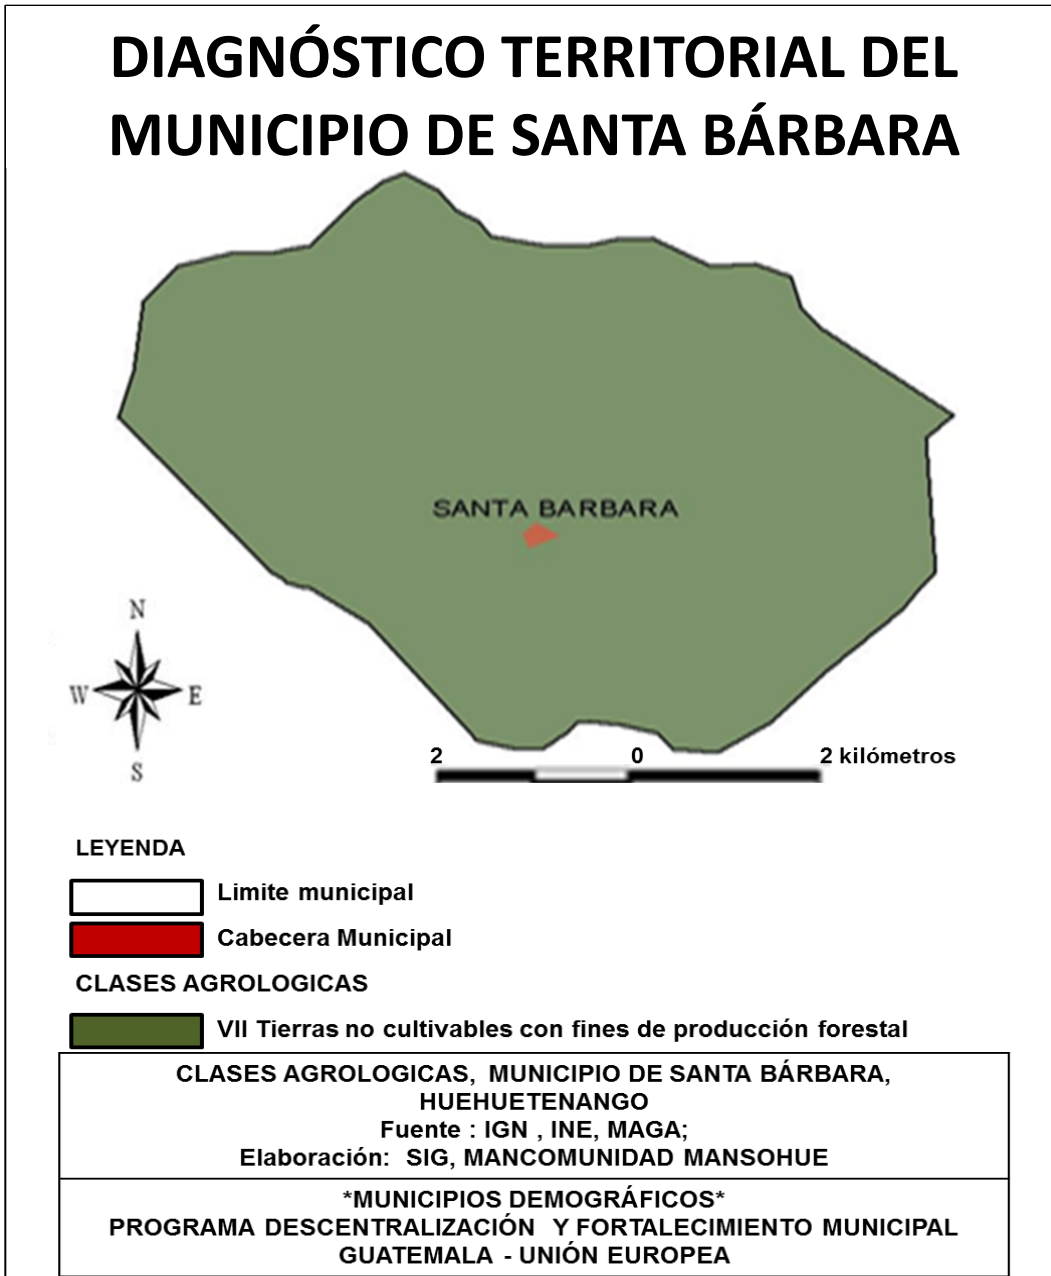 DIAGNÓSTICO TERRITORIAL DEL
MUNICIPIO DE SANTA BÁRBARA
SANTA BARBARA
N
W E
S
2 0 2 kilómetros
LEYENDA
Limite municipal
Cabecera Municipal
CLASES AGROLOGICAS
VII Tierras no cultivables con fines de producción forestal
CLASES AGROLOGICAS, MUNICIPIO DE SANTA BÁRBARA,
HUEHUETENANGO
Fuente : IGN , INE, MAGA;
Elaboración: SIG, MANCOMUNIDAD MANSOHUE
*MUNICIPIOS DEMOGRÁFICOS*
PROGRAMA DESCENTRALIZACIÓN Y FORTALECIMIENTO MUNICIPAL
GUATEMALA - UNIÓN EUROPEA